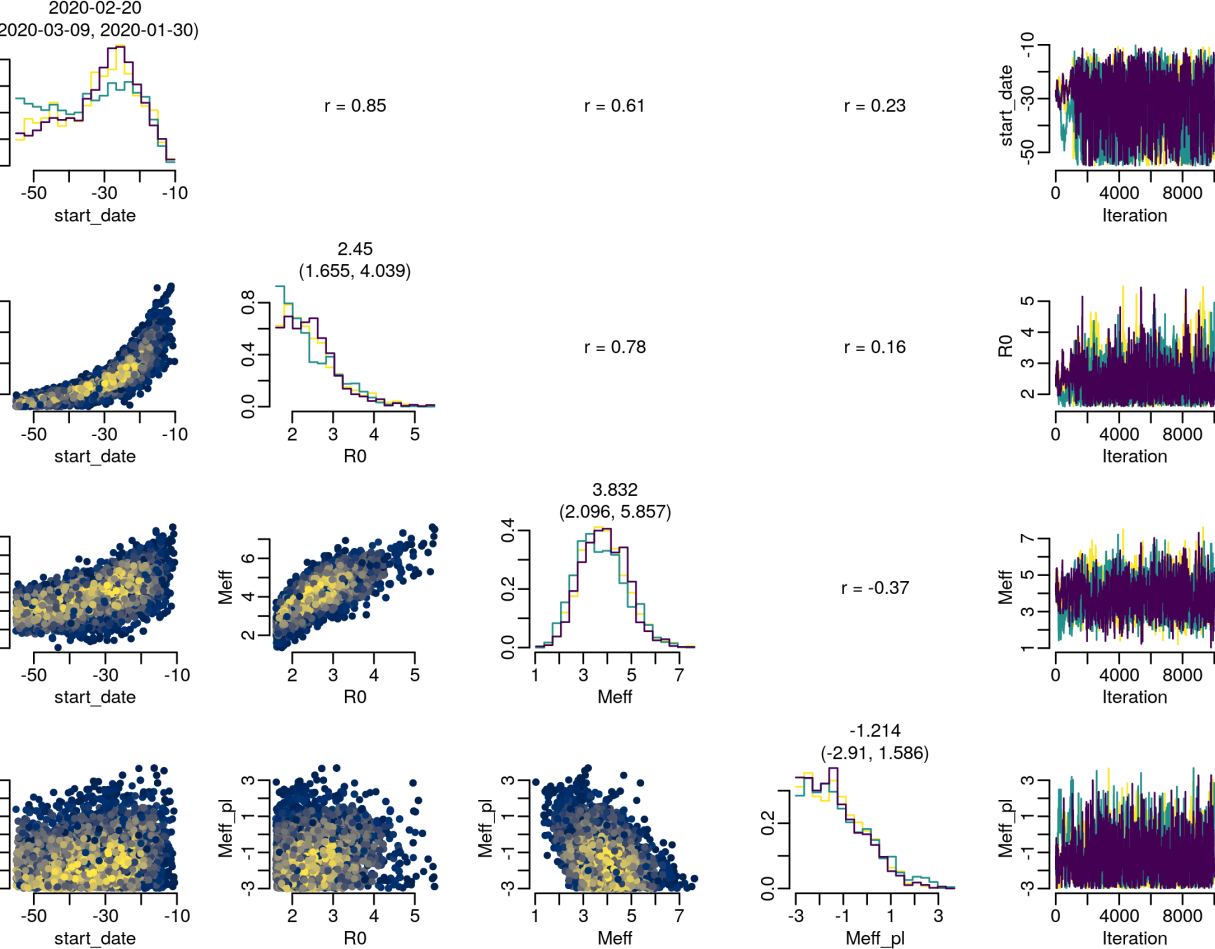 2020-02-20
2020-03-09, 2020-01-30)
r = 0.85
r = 0.61
r = 0.23
-50 -30 -10
start_date
start_date
-50 -30 -10
0 4000 8000
Iteration
2.45
(1.655, 4.039)
r = 0.78
r = 0.16
-50 -30 -10
start_date
0.0 0.4 0.8
2 3 4 5
R0
R0
2 3 4 5
0 4000 8000
Iteration
3.832
(2.096, 5.857)
r = -0.37
-50 -30 -10
start_date
Meff
2 4 6
2 3 4 5
R0
0.0 0.2 0.4
1 3 5 7
Meff
Meff
1 3 5 7
0 4000 8000
Iteration
-1.214
(-2.91, 1.586)
-50 -30 -10
start_date
Meff_pl
-3 -1 1 3
2 3 4 5
R0
Meff_pl
-3 -1 1 3
1 3 5 7
Meff
0.0 0.2
-3 -1 1 3
Meff_pl
Meff_pl
-3 -1 1 3
0 4000 8000
Iteration